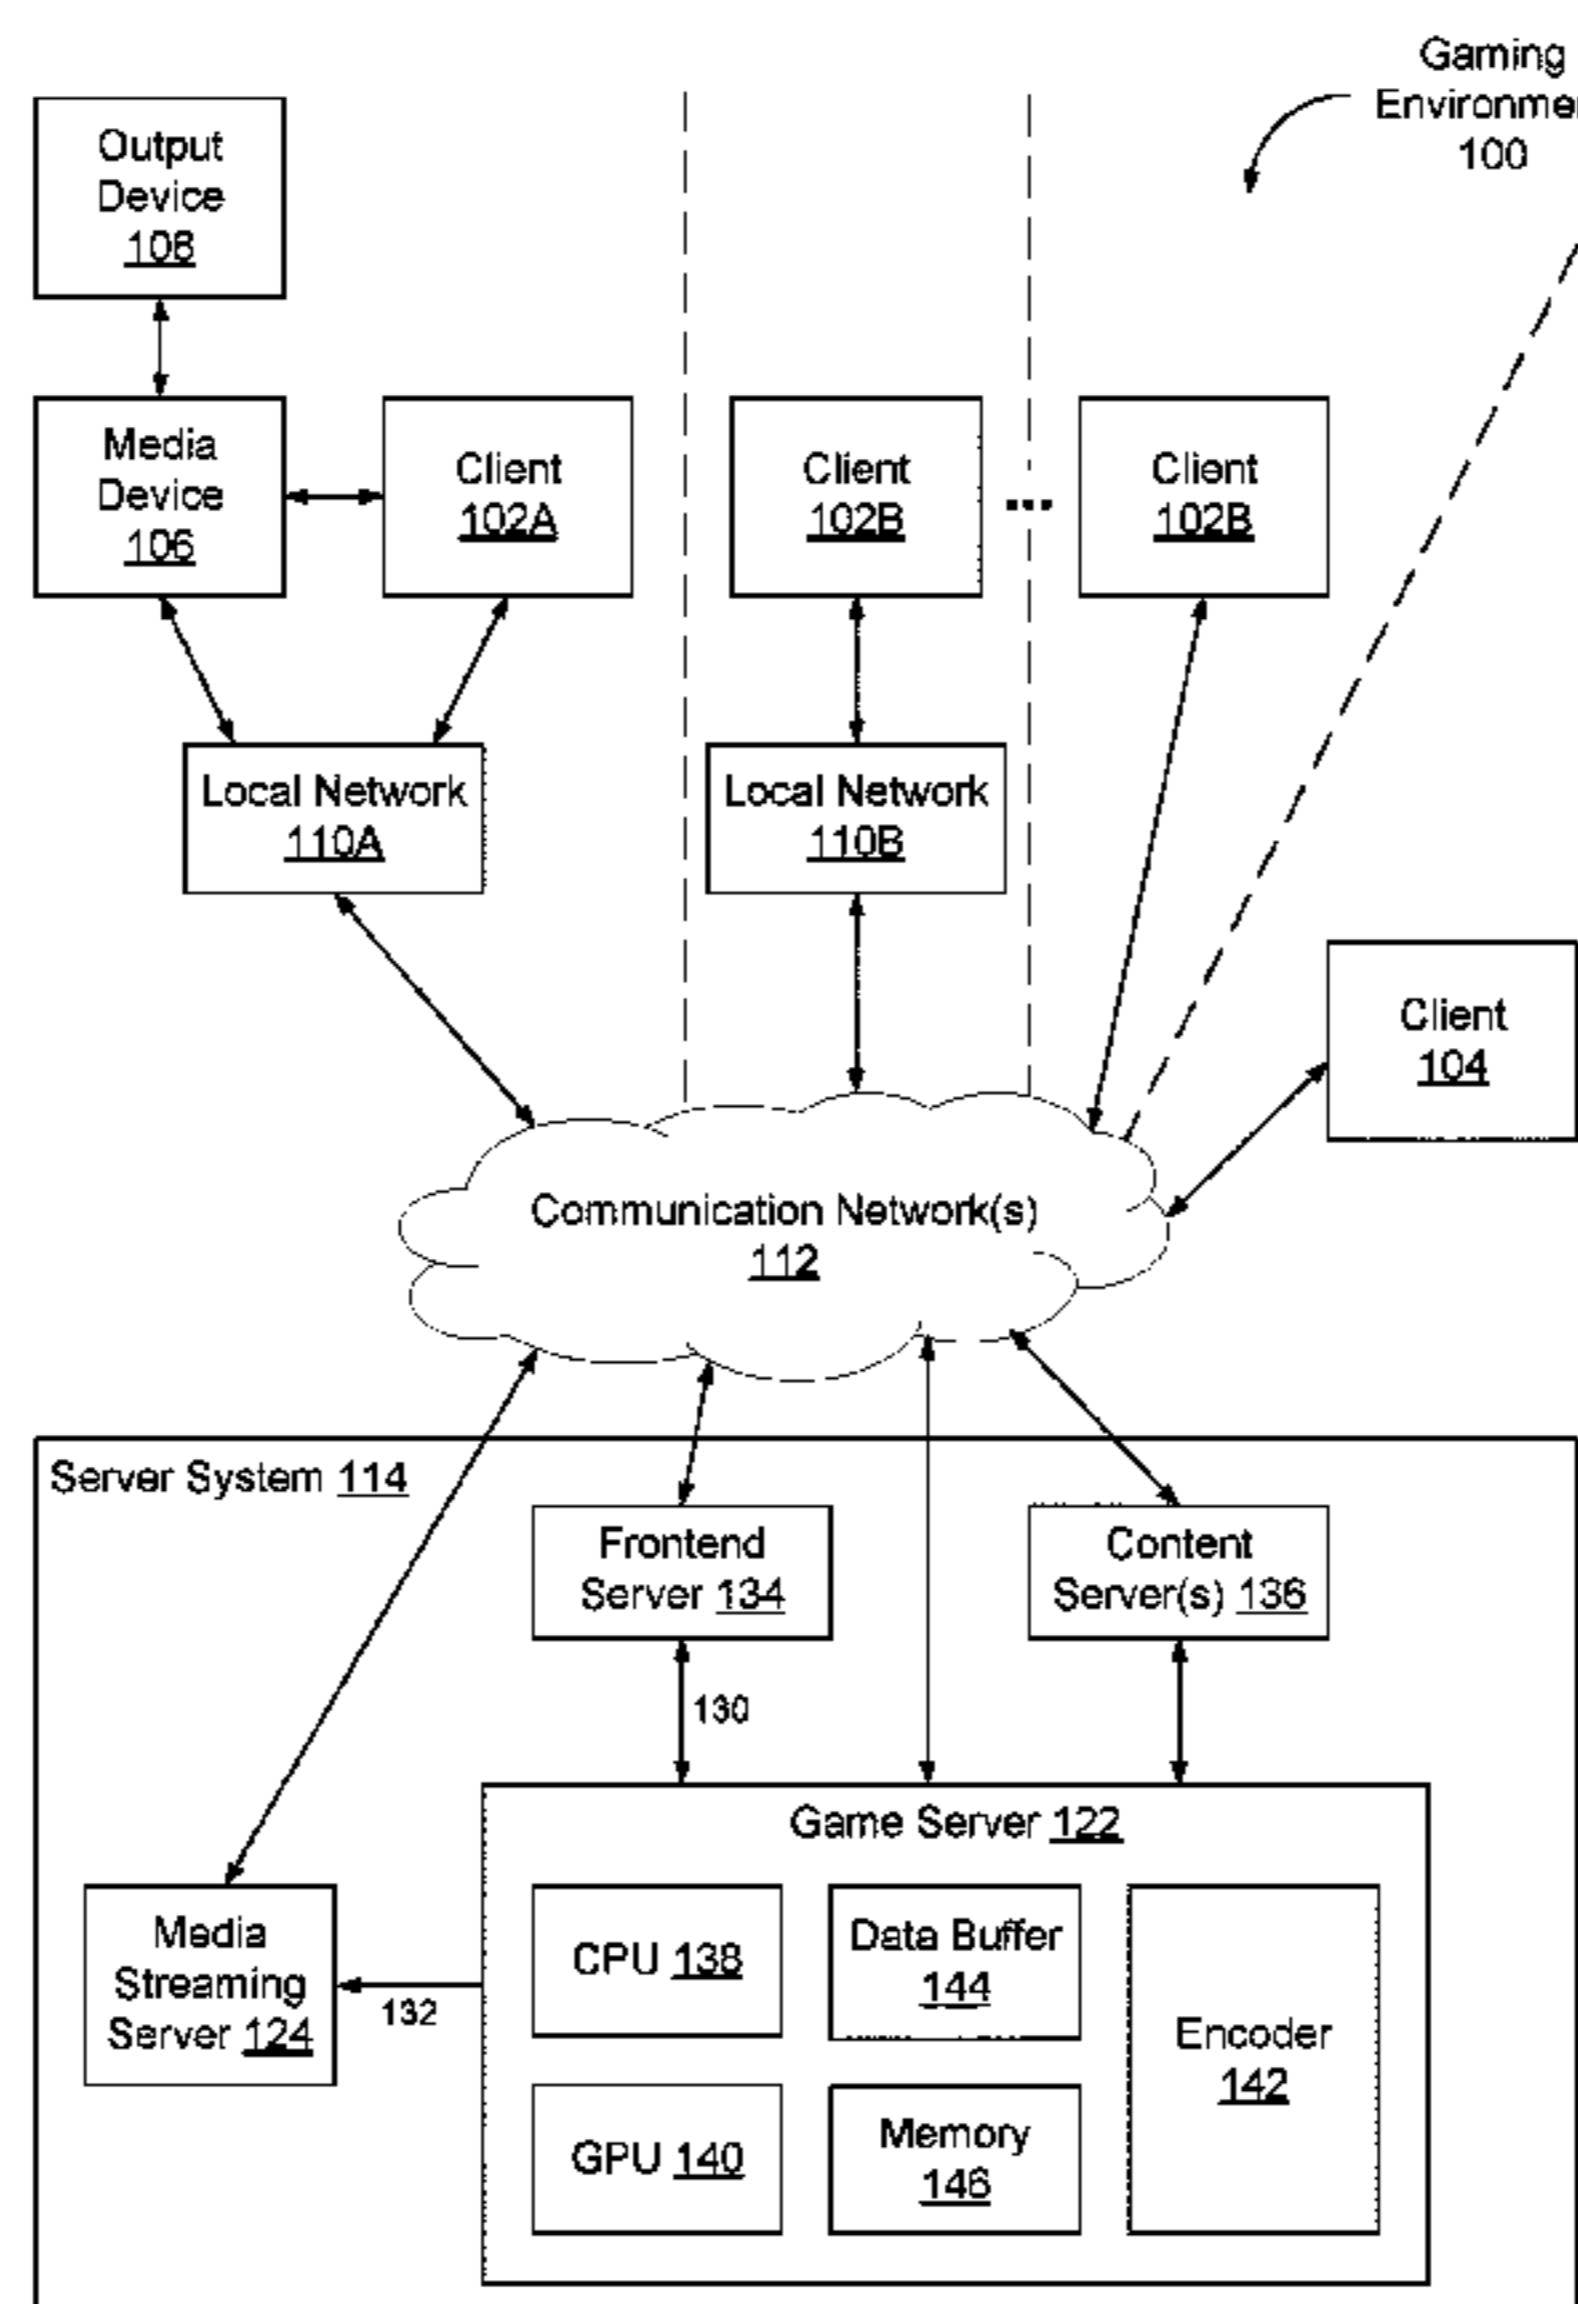 Gaming
Environme
100
Output
Device
108
Media
Device
106
Client
102A
Client
102B
...
Client
102B
Local Network
110A
Local Network
110B
Client
104
Communication Network(s)
112
Server System 114
Frontend
Server 134
Content
Server(s) 136
130
Game Server 122
Media
Streaming
Server 124
132
CPU 138
Data Buffer
144
Encoder
142
GPU 140
Memory
146